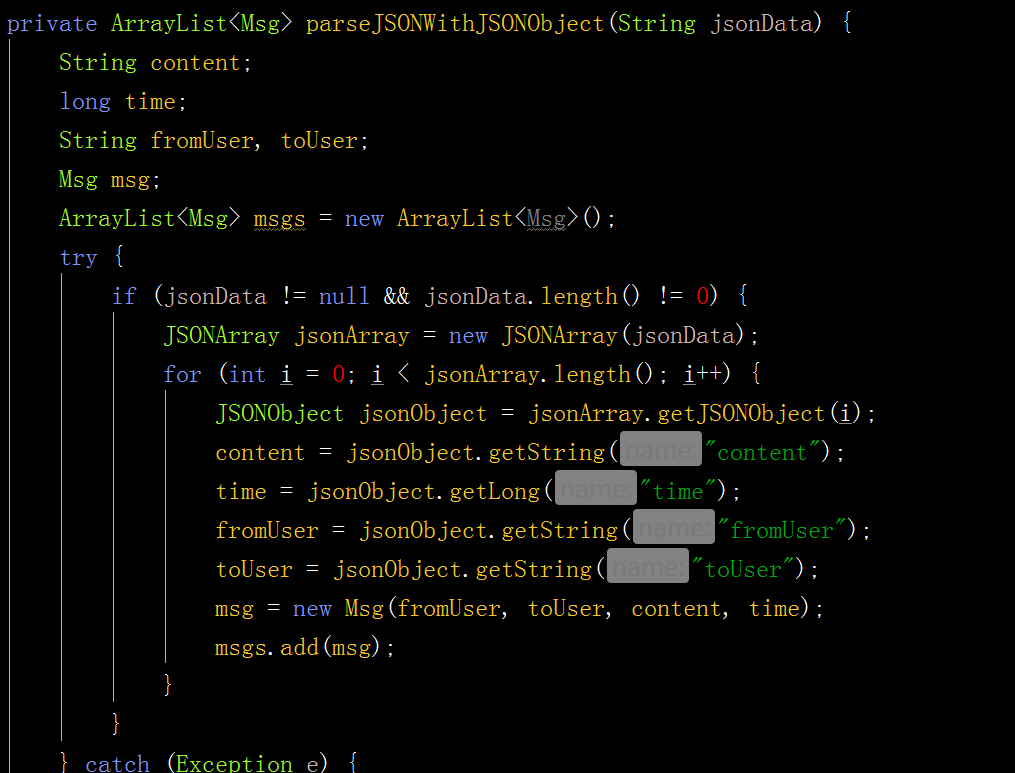 private ArrayList<Msg> parseJSONWithJSONObject(String jsonData) {
    String content;
    long time;
    String fromUser, toUser;
    Msg msg;
    ArrayList<Msg> msgs = new ArrayList<Msg>();
    try {
        if (jsonData != null && jsonData.length() != 0) {
            JSONArray jsonArray = new JSONArray(jsonData);
            for (int i = 0; i < jsonArray.length(); i++) {
                JSONObject jsonObject = jsonArray.getJSONObject(i);
                content = jsonObject.getString( name: "content");
                time = jsonObject.getLong( name: "time");
                fromUser = jsonObject.getString( name: "fromUser");
                toUser = jsonObject.getString( name: "toUser");
                msg = new Msg(fromUser, toUser, content, time);
                msgs.add(msg);
            }
        }
    } catch (Exception e) {